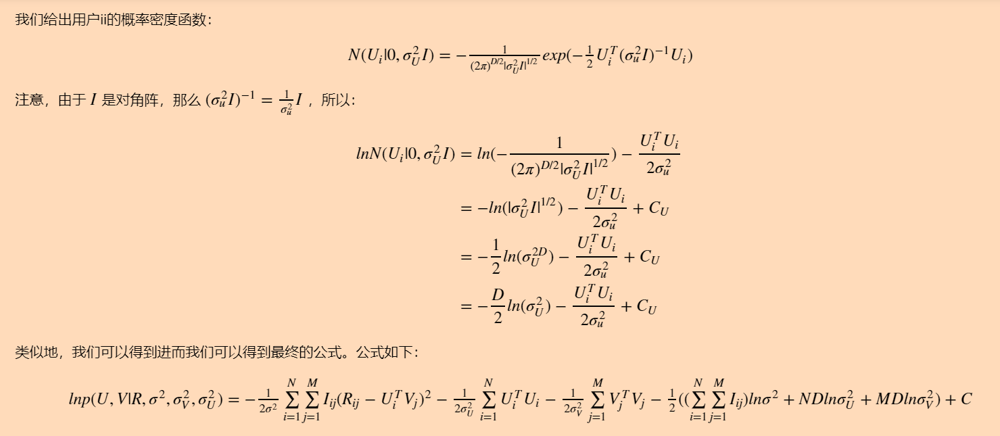 我们给出用户ii的概率密度函数：
$N(U_i|0, \sigma_U^2 I) = -\frac{1}{(2\pi)^{D/2}|\sigma_U^2 I|^{1/2}} exp(-\frac{1}{2} U_i^T (\sigma_u^2 I)^{-1} U_i)$
注意，由于 $I$ 是对角阵，那么 $(\sigma_u^2 I)^{-1} = \frac{1}{\sigma_u^2} I$ ，所以：
$lnN(U_i|0, \sigma_U^2 I) = ln(-\frac{1}{(2\pi)^{D/2}|\sigma_U^2 I|^{1/2}}) - \frac{U_i^T U_i}{2\sigma_u^2}$
$= -ln(|\sigma_U^2 I|^{1/2}) - \frac{U_i^T U_i}{2\sigma_u^2} + C_U$
$= -\frac{1}{2} ln(\sigma_U^{2D}) - \frac{U_i^T U_i}{2\sigma_u^2} + C_U$
$= -\frac{D}{2} ln(\sigma_U^2) - \frac{U_i^T U_i}{2\sigma_u^2} + C_U$
类似地，我们可以得到进而我们可以得到最终的公式。公式如下：
$lnp(U, V|R, \sigma^2, \sigma_V^2, \sigma_U^2) = -\frac{1}{2\sigma^2} \sum_{i=1}^{N} \sum_{j=1}^{M} I_{ij}(R_{ij} - U_i^T V_j)^2 - \frac{1}{2\sigma_U^2} \sum_{i=1}^{N} U_i^T U_i - \frac{1}{2\sigma_V^2} \sum_{j=1}^{M} V_j^T V_j - \frac{1}{2}((\sum_{i=1}^{N} \sum_{j=1}^{M} I_{ij})ln\sigma^2 + NDln\sigma_U^2 + MDln\sigma_V^2) + C$